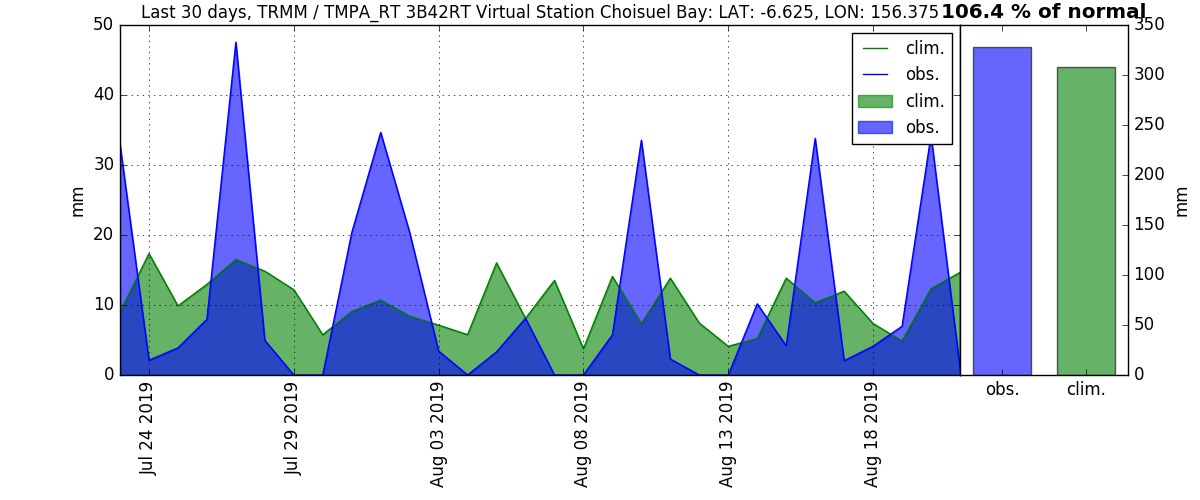 Last 30 days, TRMM / TMPA_RT 3B42RT Virtual Station Choisuel Bay: LAT: -6.625, LON: 156.375
106.4 % of normal
50
40
30
20
10
0
mm
clim.
obs.
clim.
obs.
Jul 24 2019
Jul 29 2019
Aug 03 2019
Aug 08 2019
Aug 13 2019
Aug 18 2019
350
300
250
200
150
100
50
0
mm
obs.
clim.